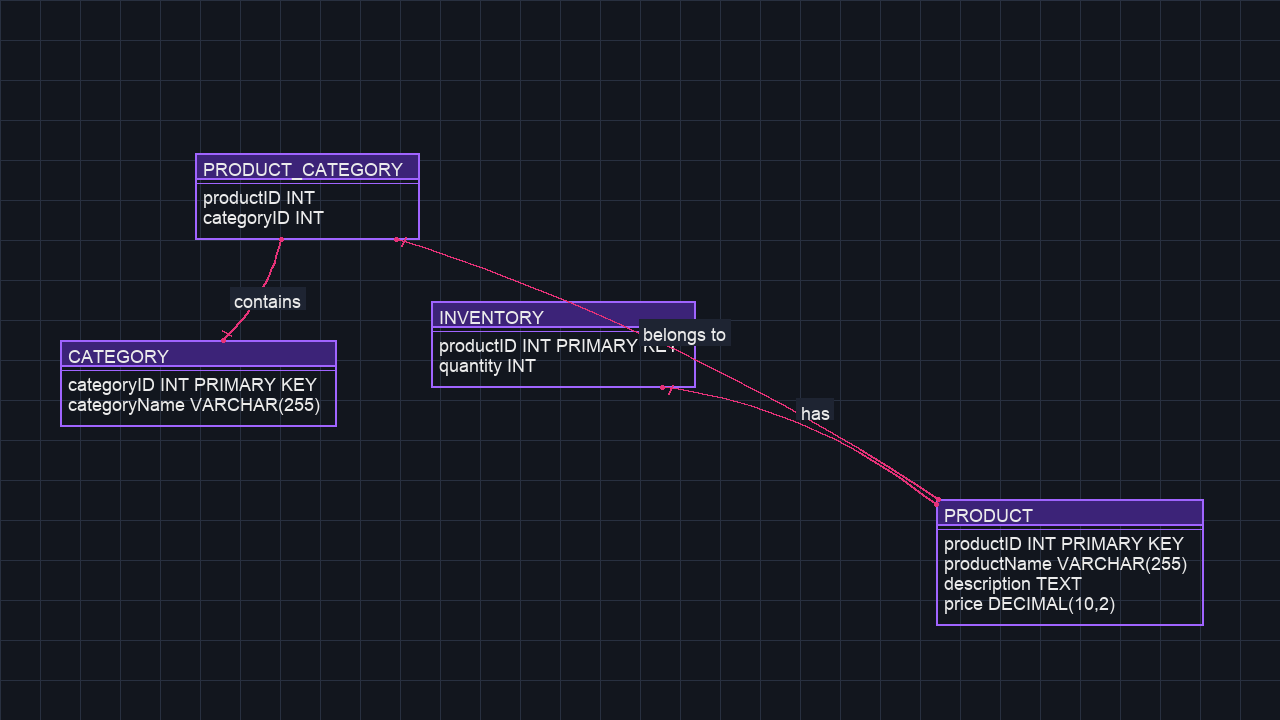 PRODUCT_CATEGORY
productID INT
categoryID INT
contains
CATEGORY
categoryID INT PRIMARY KEY
categoryName VARCHAR(255)
INVENTORY
productID INT PRIMARY KEY
quantity INT
belongs to
has
PRODUCT
productID INT PRIMARY KEY
productName VARCHAR(255)
description TEXT
price DECIMAL(10,2)